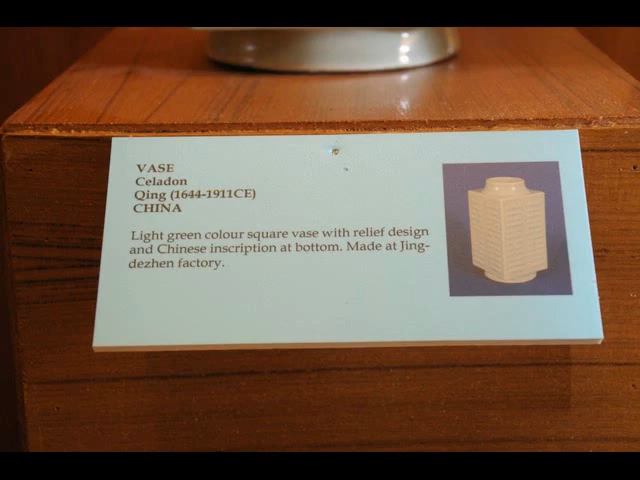 VASE
Celadon
Qing (1644-1911CE)
CHINA
Light green colour square vase with relief design
and Chinese inscription at bottom. Made at Jing-
dezhen factory.